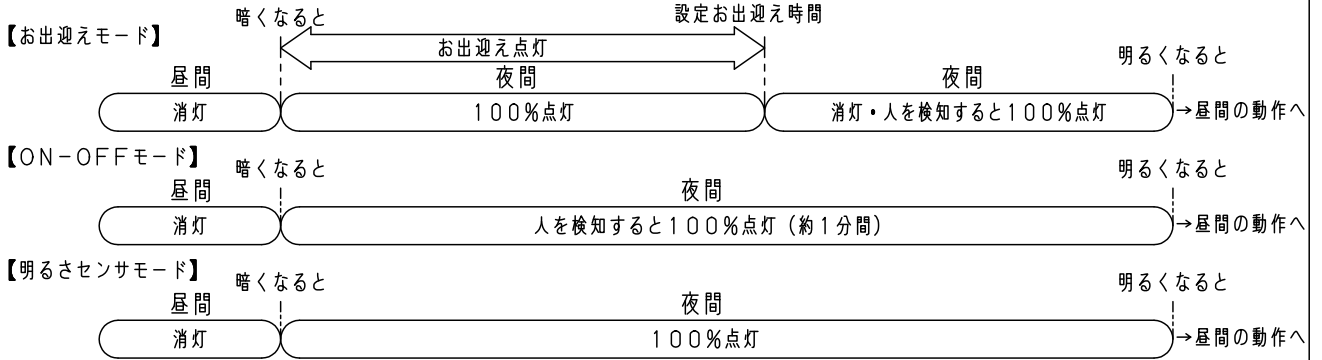 【お出迎えモード】
暗くなると
設定お出迎え時間
お出迎え点灯
明るくなると
昼間
夜間
夜間
消灯
100%点灯
消灯・人を検知すると100%点灯
→昼間の動作へ
【ON-OFFモード】
暗くなると
明るくなると
昼間
夜間
消灯
人を検知すると100%点灯(約1分間)
→昼間の動作へ
【明るさセンサモード】
暗くなると
明るくなると
昼間
夜間
消灯
100%点灯
→昼間の動作へ